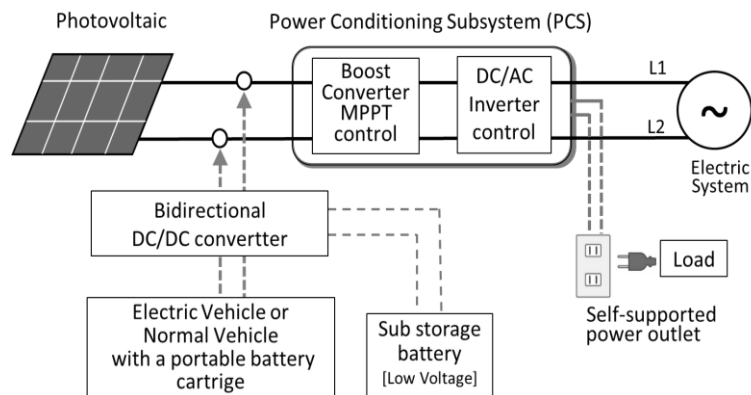 Photovoltaic
Power Conditioning Subsystem (PCS)
Boost
Converter
MPPT
control
DC/AC
Inverter
control
L1
L2
~
Electric
System
Bidirectional
DC/DC convertter
Electric Vehicle or
Normal Vehicle
with a portable battery
cartrige
Sub storage
battery
[Low Voltage]
Load
Self-supported
power outlet